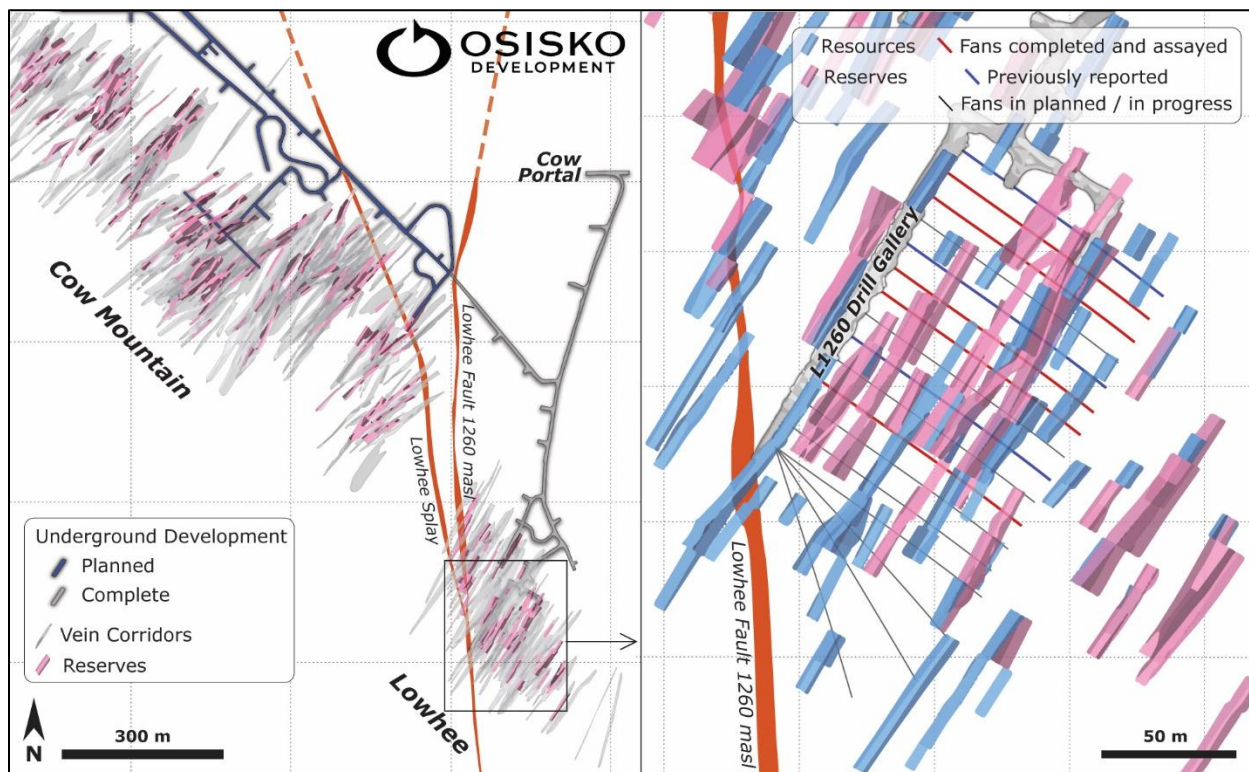 OSISKO
DEVELOPMENT
Cow
Portal
Cow Mountain
Lowhee Fault 1260 masl
Lowhee Splay
Lowhee
Underground Development
Planned
Complete
Vein Corridors
Reserves
N
300 m
Resources
Reserves
Fans completed and assayed
Previously reported
Fans in planned / in progress
L1260 Drill Gallery
Lowhee Fault 1260 masl
50 m